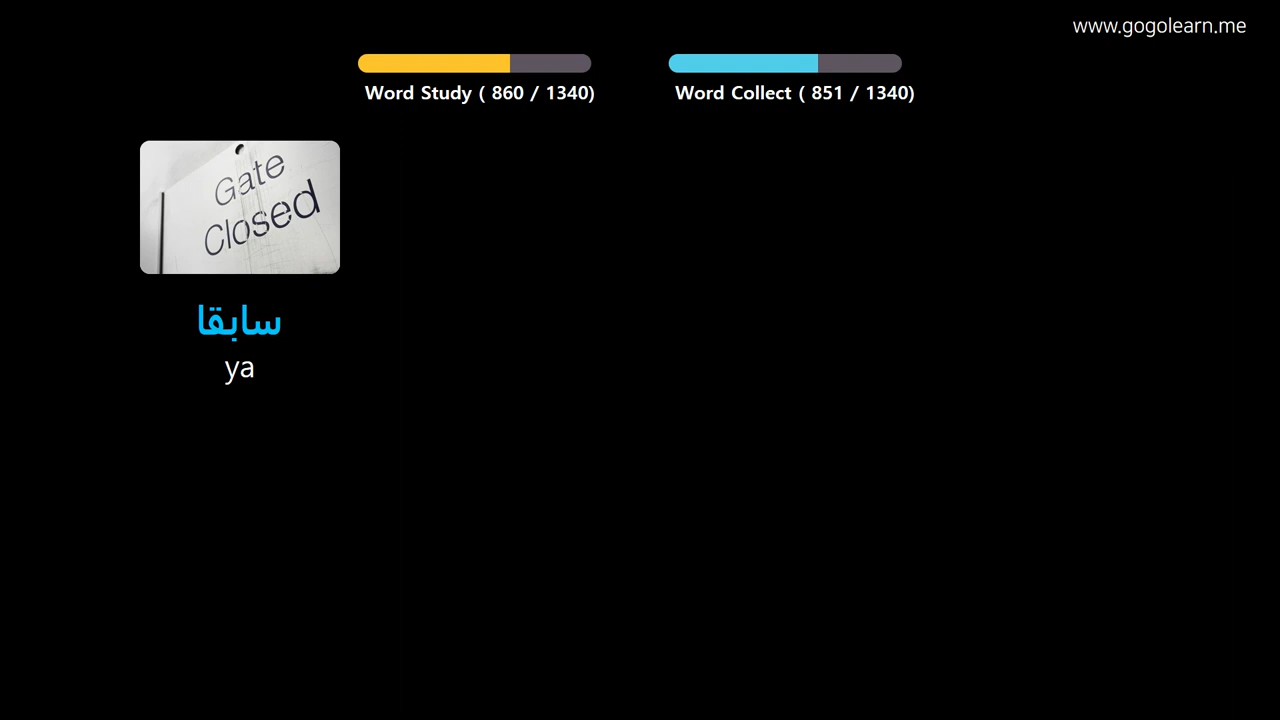 www.gogolearn.me
Word Study ( 860 / 1340)
Word Collect ( 851 / 1340)
Gate
Closed
سابقا
ya